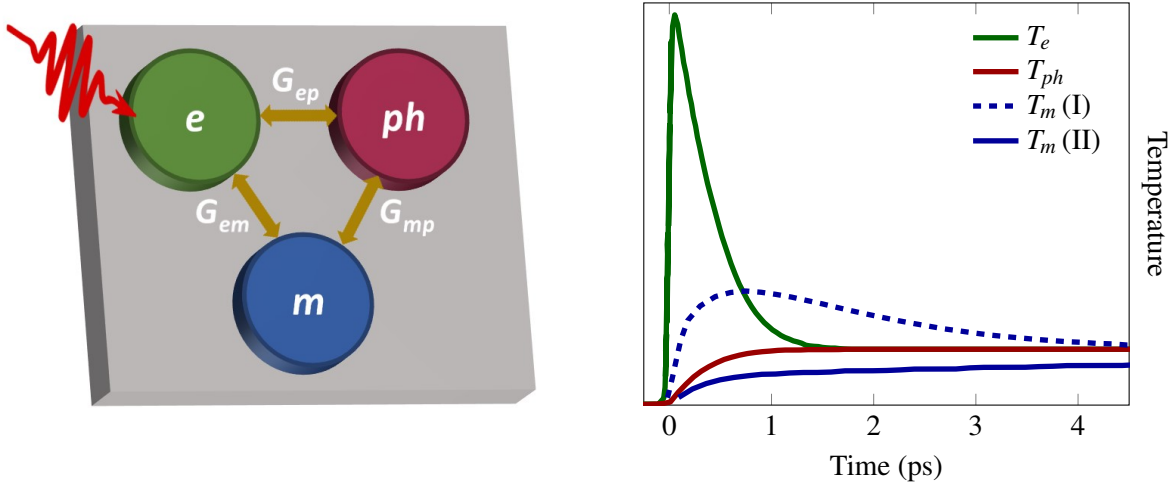 e
G_ep
ph
G_em
G_mp
m
T_e
T_ph
T_m (I)
T_m (II)
Temperature
0 1 2 3 4
Time (ps)